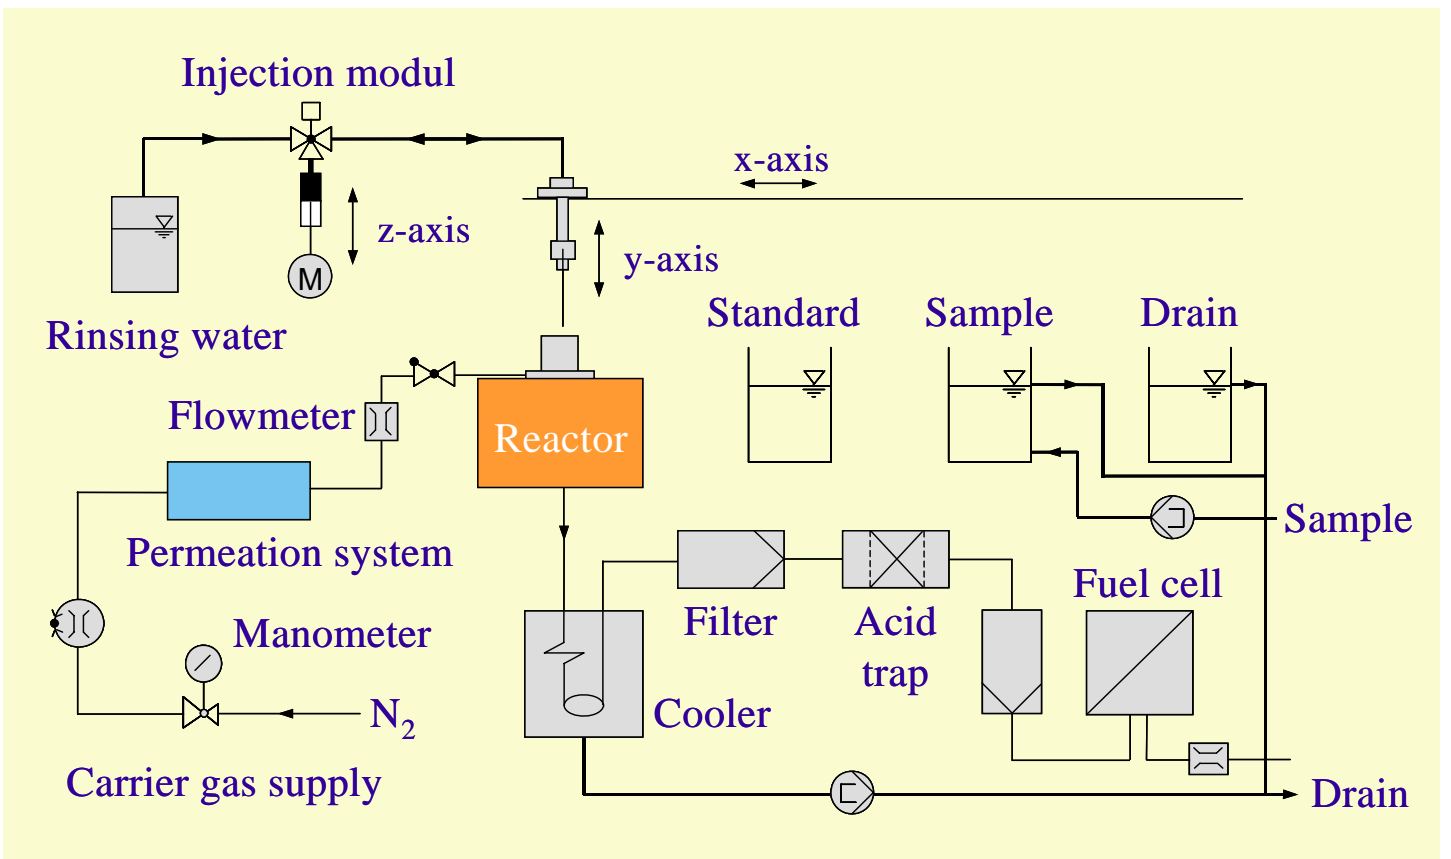 Injection modul
x-axis
z-axis
y-axis
M
Rinsing water
Standard
Sample
Drain
Flowmeter
Reactor
Permeation system
Sample
Fuel cell
Filter
Acid
trap
Manometer
Cooler
N₂
Carrier gas supply
Drain